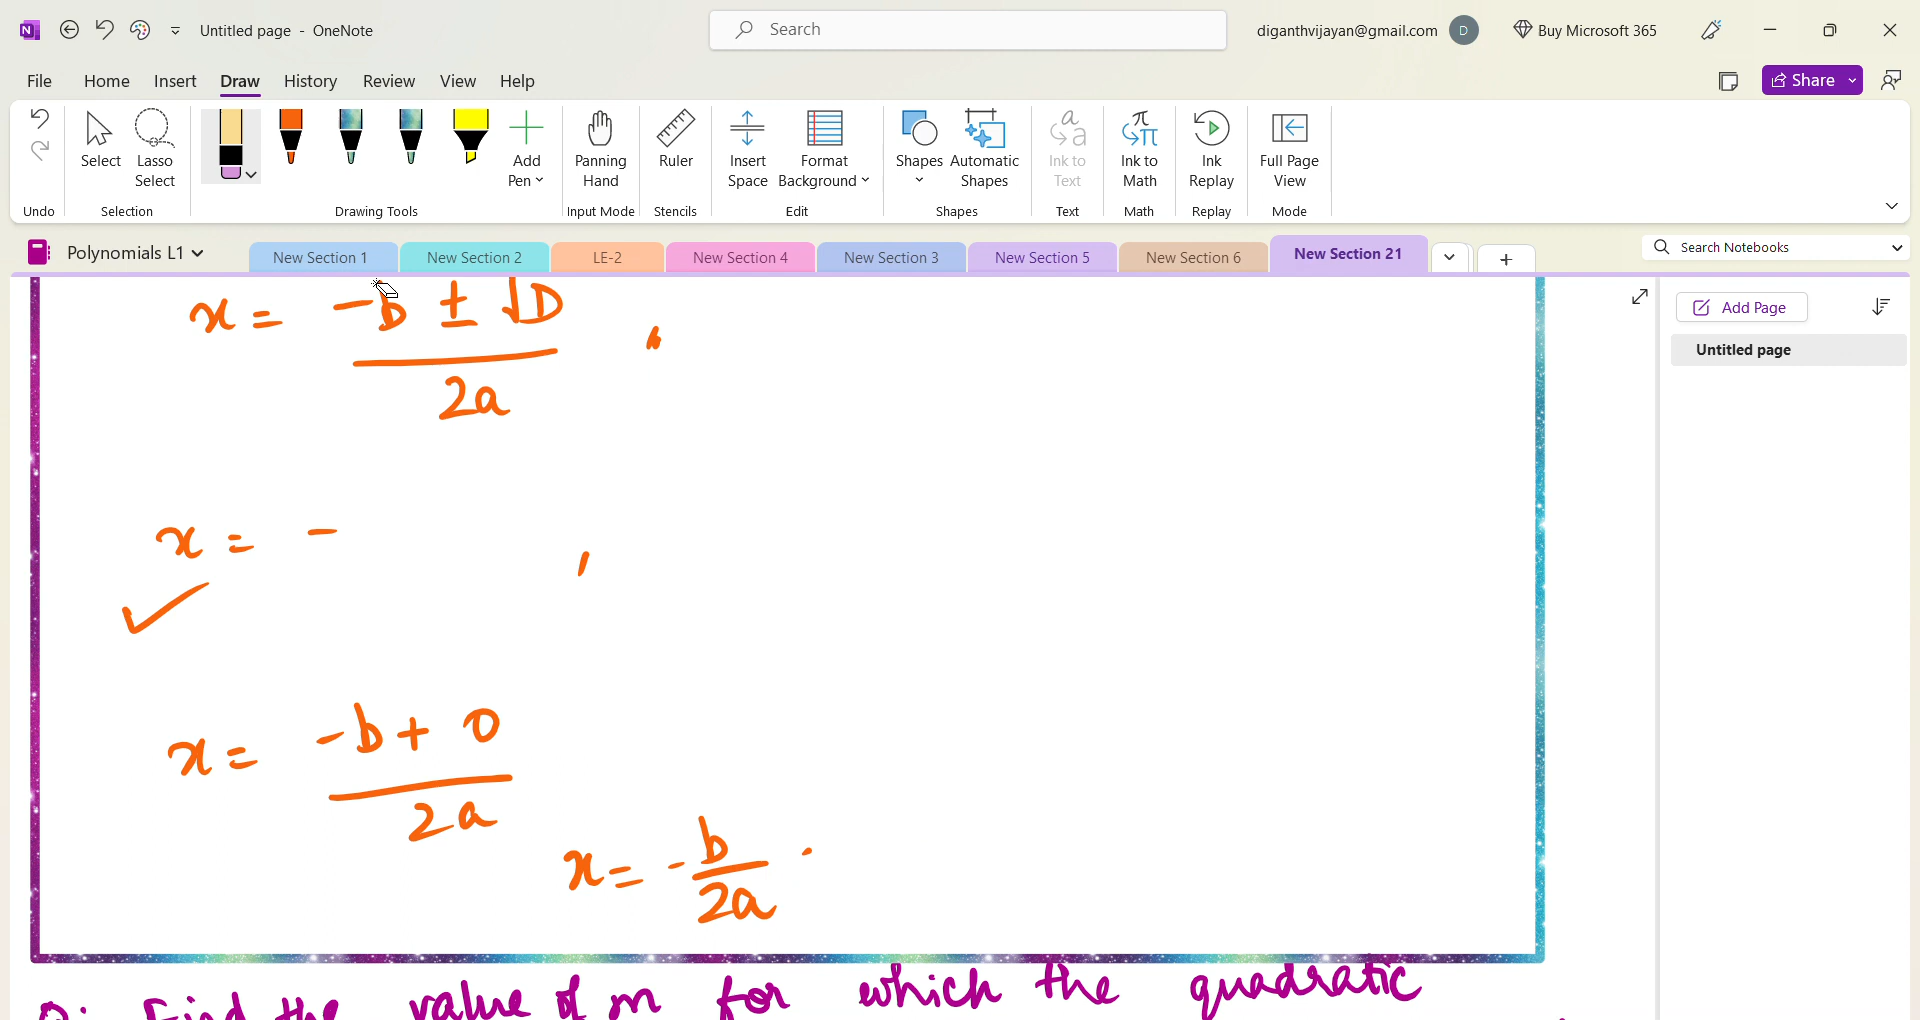 Untitled page - OneNote
Search
diganthvijayan@gmail.com D
Buy Microsoft 365
File Home Insert Draw History Review View Help
Share
Select
Lasso Select
Add Pen
Panning Hand
Ruler
Insert Space
Format Background
Shapes
Automatic Shapes
Ink to Text
Ink to Math
Ink Replay
Full Page View
Undo Selection Drawing Tools Input Mode Stencils Edit Shapes Text Math Replay Mode
Polynomials L1
New Section 1 New Section 2 LE-2 New Section 4 New Section 3 New Section 5 New Section 6 New Section 21
Search Notebooks
Add Page
Untitled page
x = -b ± √D
2a
x = - ,
x = -b + 0
2a
x = - b
2a
Q: Find the value of m for which the quadratic